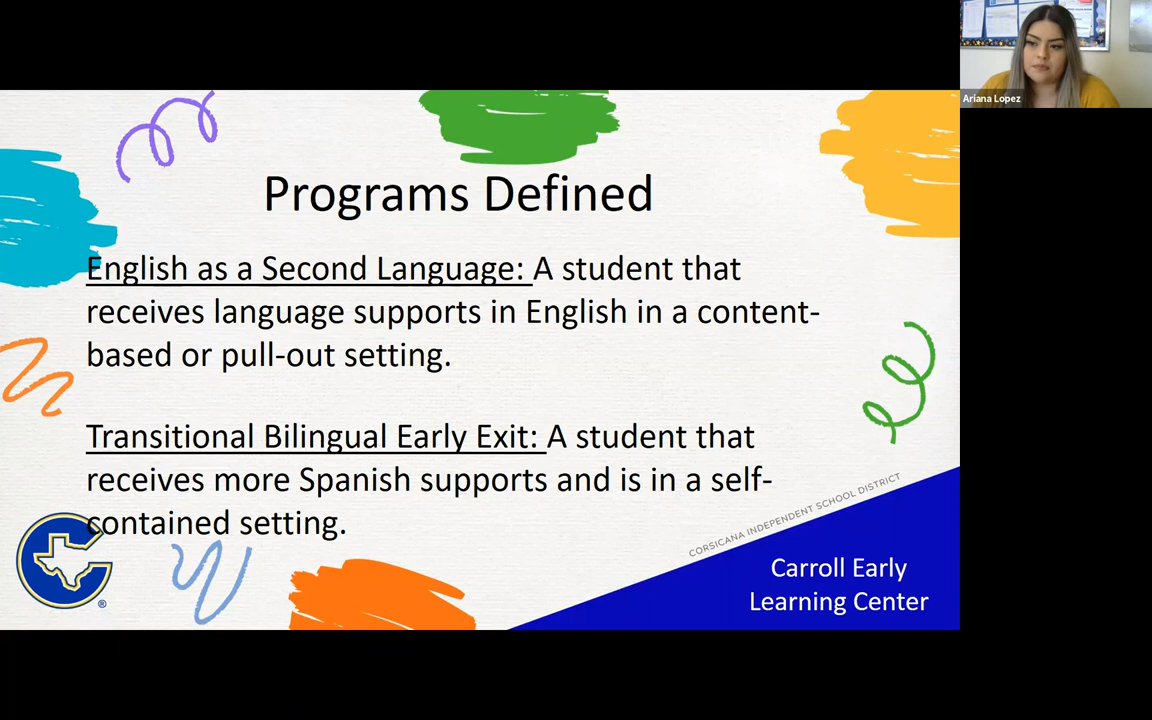 Ariana Lopez
Programs Defined
English as a Second Language: A student that
receives language supports in English in a content-
based or pull-out setting.
Transitional Bilingual Early Exit: A student that
receives more Spanish supports and is in a self-
contained setting.
CORSICANA INDEPENDENT SCHOOL DISTRICT
Carroll Early
Learning Center
®